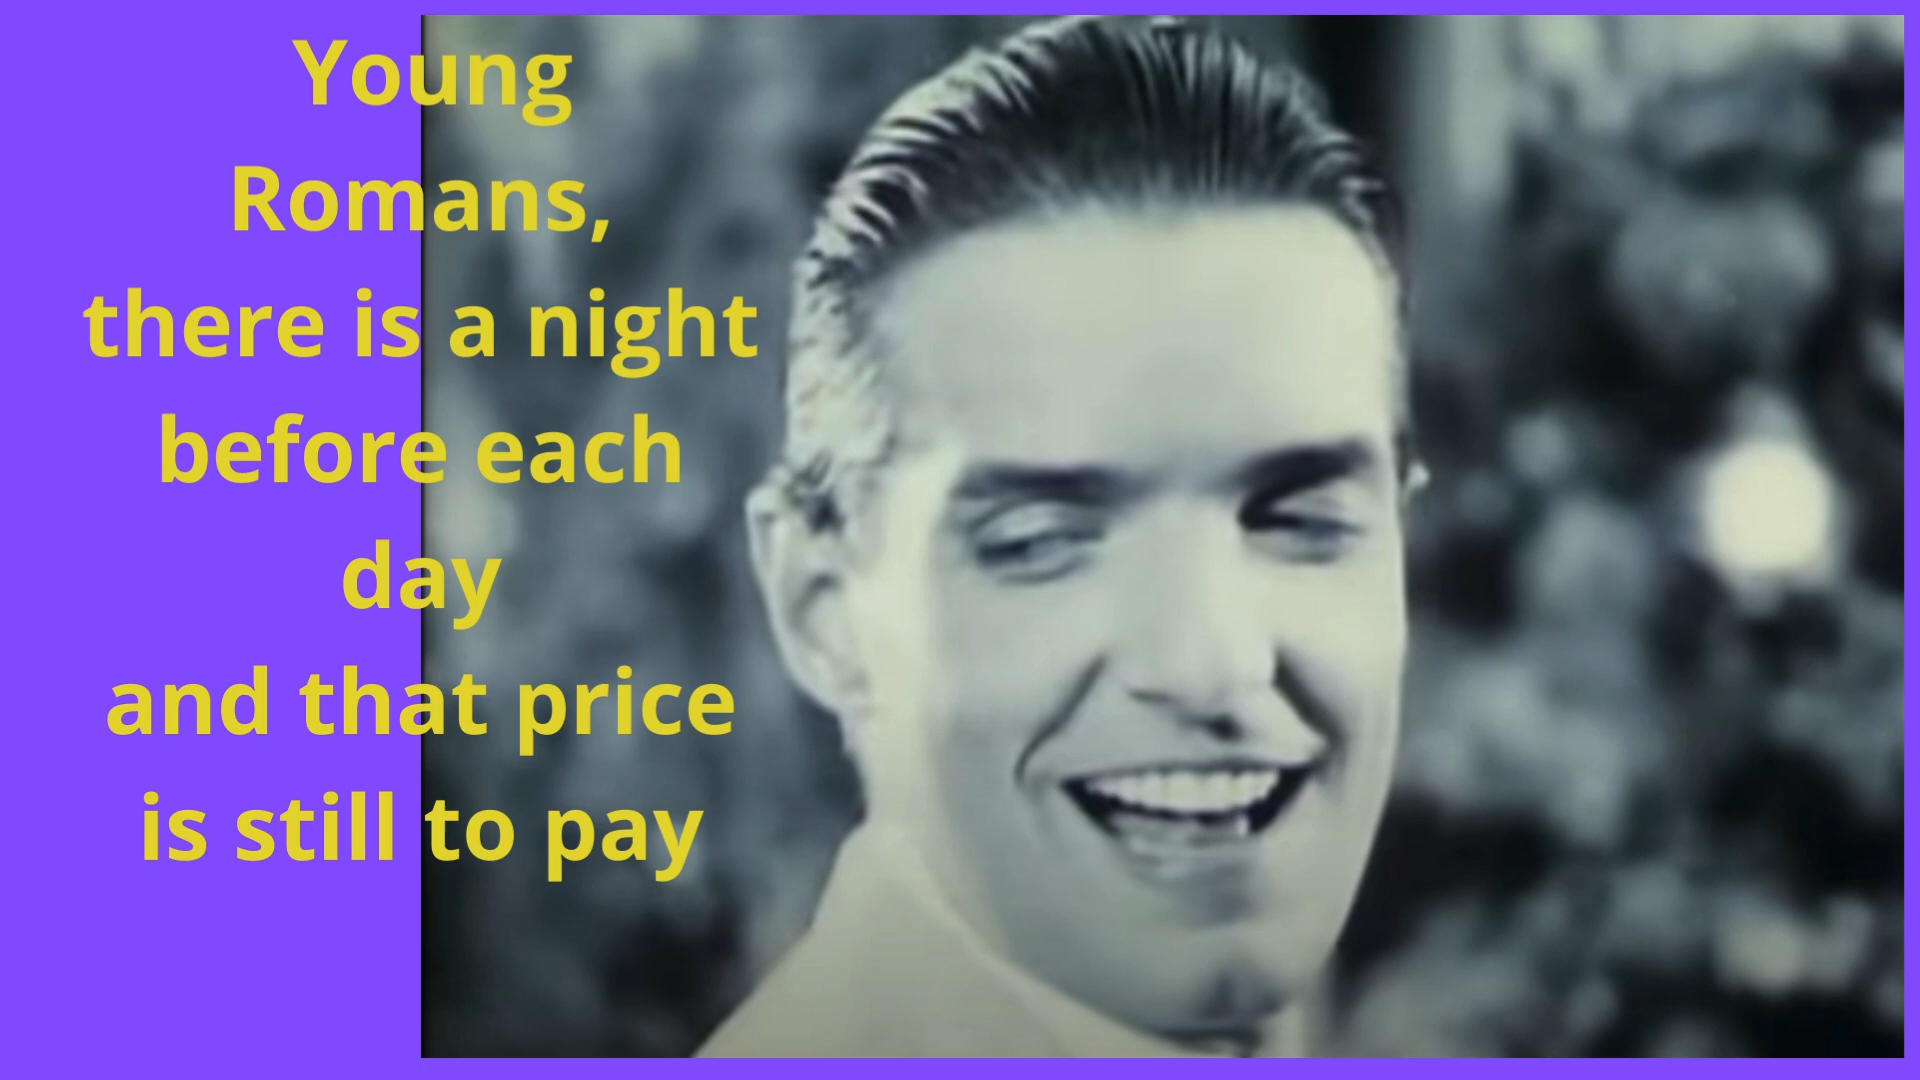 Young
Romans,
there is a night
before each
day
and that price
is still to pay